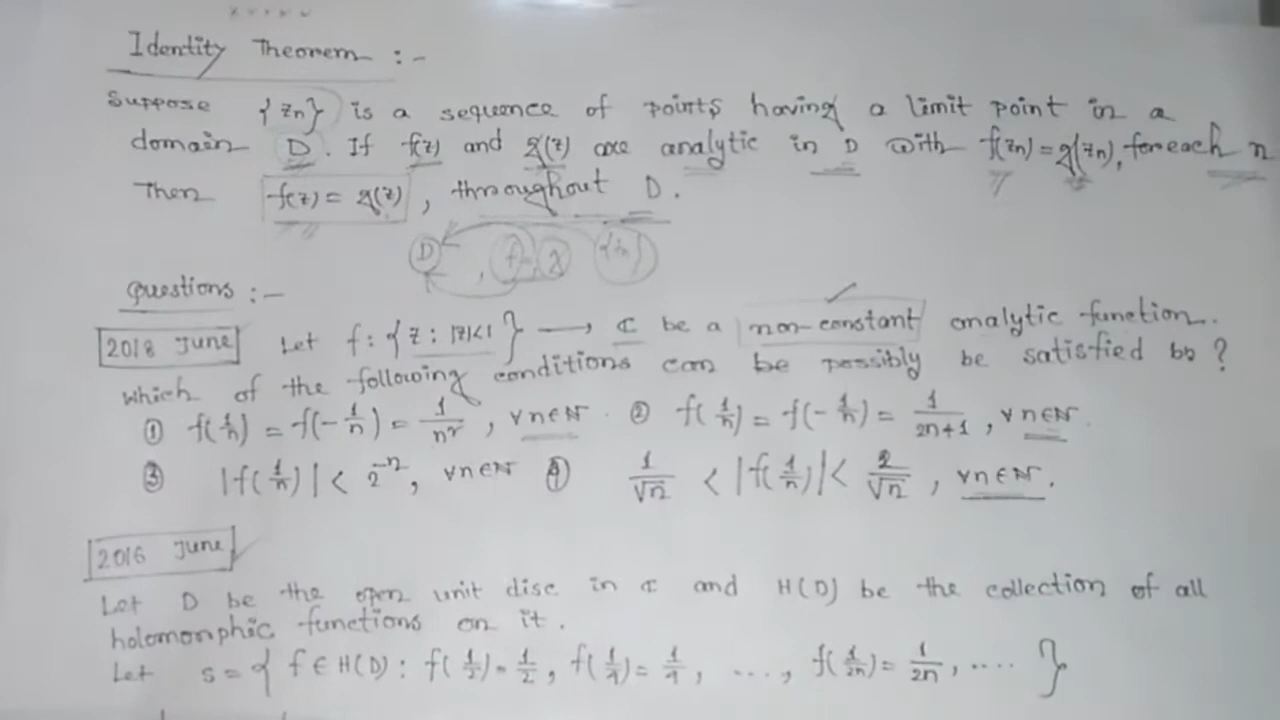 Identity Theorem :-
Suppose {zn} is a sequence of points having a limit point in a
domain D. If f(z) and g(z) are analytic in D with f(zn) = g(zn), for each n
Then f(z) = g(z), throughout D.
D , f g {zn}
Questions :-
2018 June Let f: {z : |z|<1} → ℂ be a non-constant analytic function.
which of the following conditions can be possibly be satisfied by ?
① f(1/n) = f(-1/n) = 1/n², ∀n∈ℕ. ② f(1/n) = f(-1/n) = 1/2n+1, ∀n∈ℕ.
③ |f(1/n)| < 2⁻ⁿ, ∀n∈ℕ ④ 1/√n < |f(1/n)| < 2/√n, ∀n∈ℕ.
2016 June
Let D be the open unit disc in ℂ and H(D) be the collection of all
holomorphic functions on it.
Let S = { f∈H(D) : f(1/2) = 1/2, f(1/4) = 1/4, ..., f(1/2n) = 1/2n, .... }